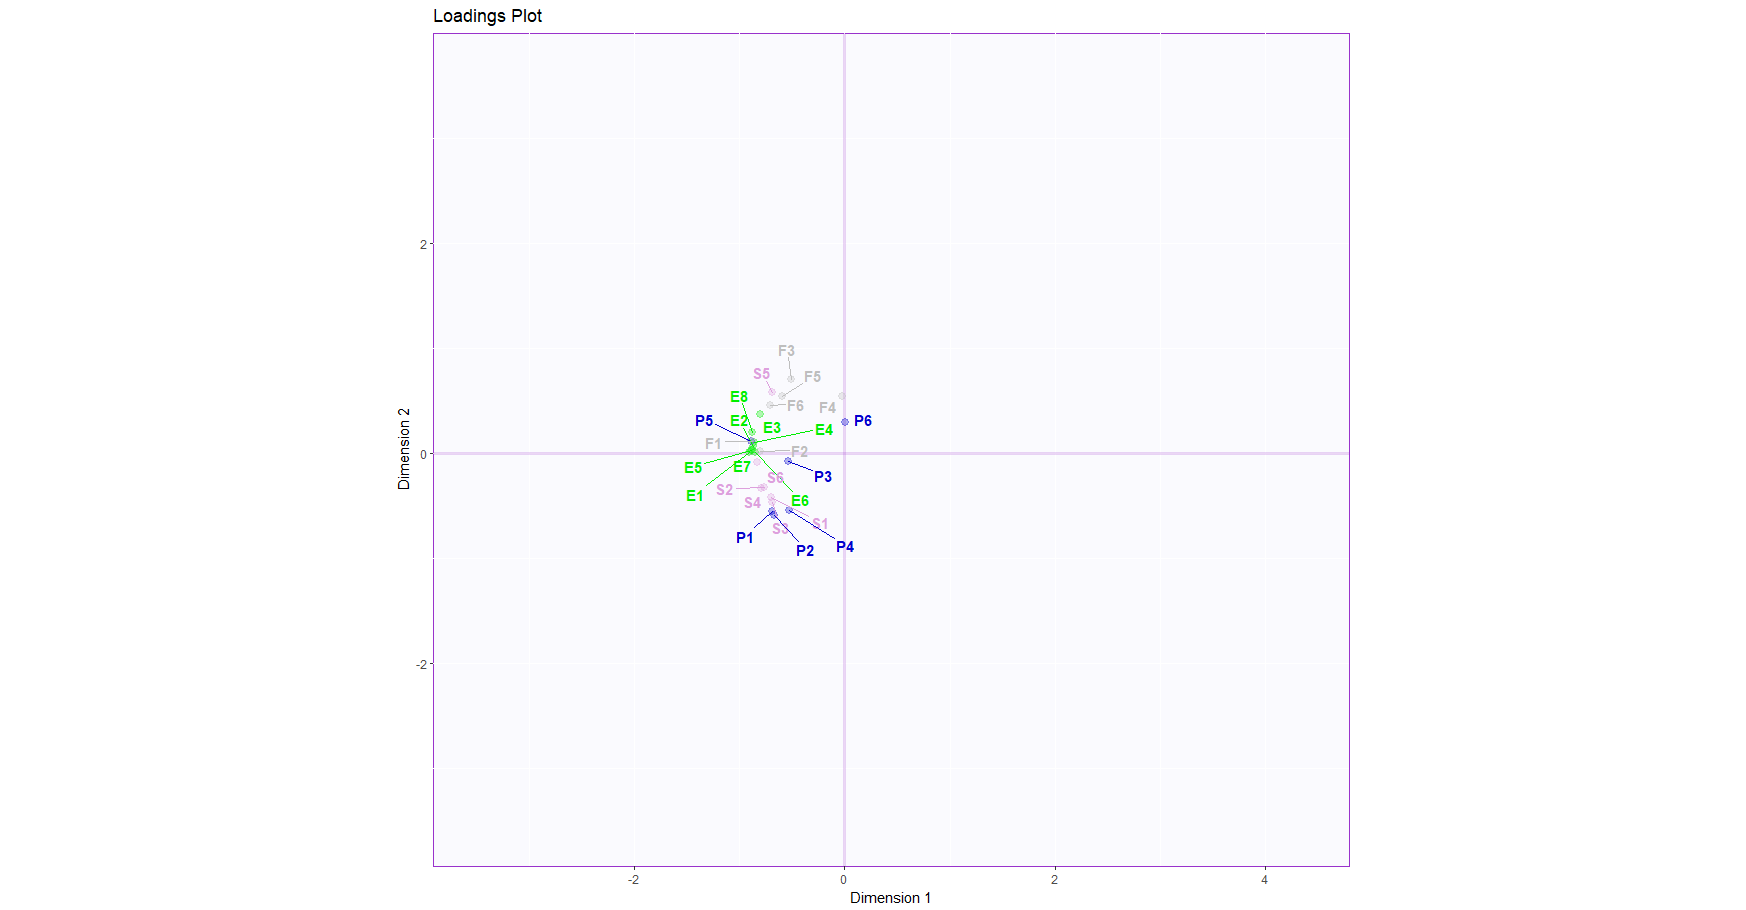 Loadings Plot
F3
S5
F5
E8
F6
F4
P5
E2
E3
P6
E4
F1
F2
E5
E7
P3
S6
S2
E1
S4
E6
S1
S3
P1
P4
P2
2
0
-2
Dimension 2
-2
0
2
4
Dimension 1